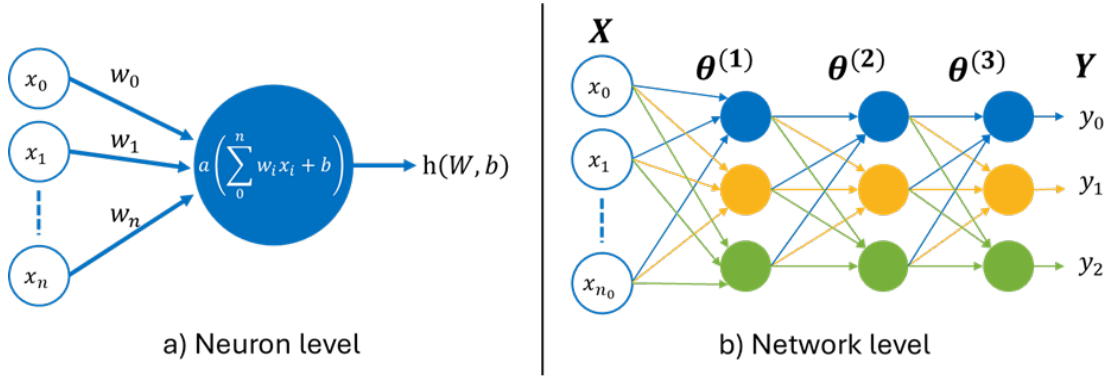 x₀
w₀
x₁
w₁
a(∑₀ⁿ wᵢxᵢ + b)
h(W, b)
wₙ
xₙ
a) Neuron level
X
θ⁽¹⁾
θ⁽²⁾
θ⁽³⁾
Y
x₀
y₀
x₁
y₁
xₙ₀
y₂
b) Network level